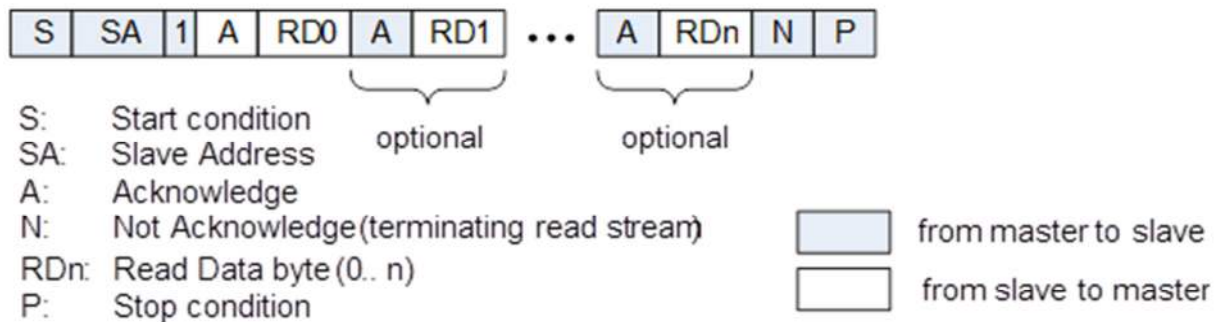 S SA 1 A RD0 A RD1 ... A RDn N P
optional optional
S: Start condition
SA: Slave Address
A: Acknowledge
N: Not Acknowledge(terminating read stream)
RDn: Read Data byte (0.. n)
P: Stop condition
from master to slave
from slave to master